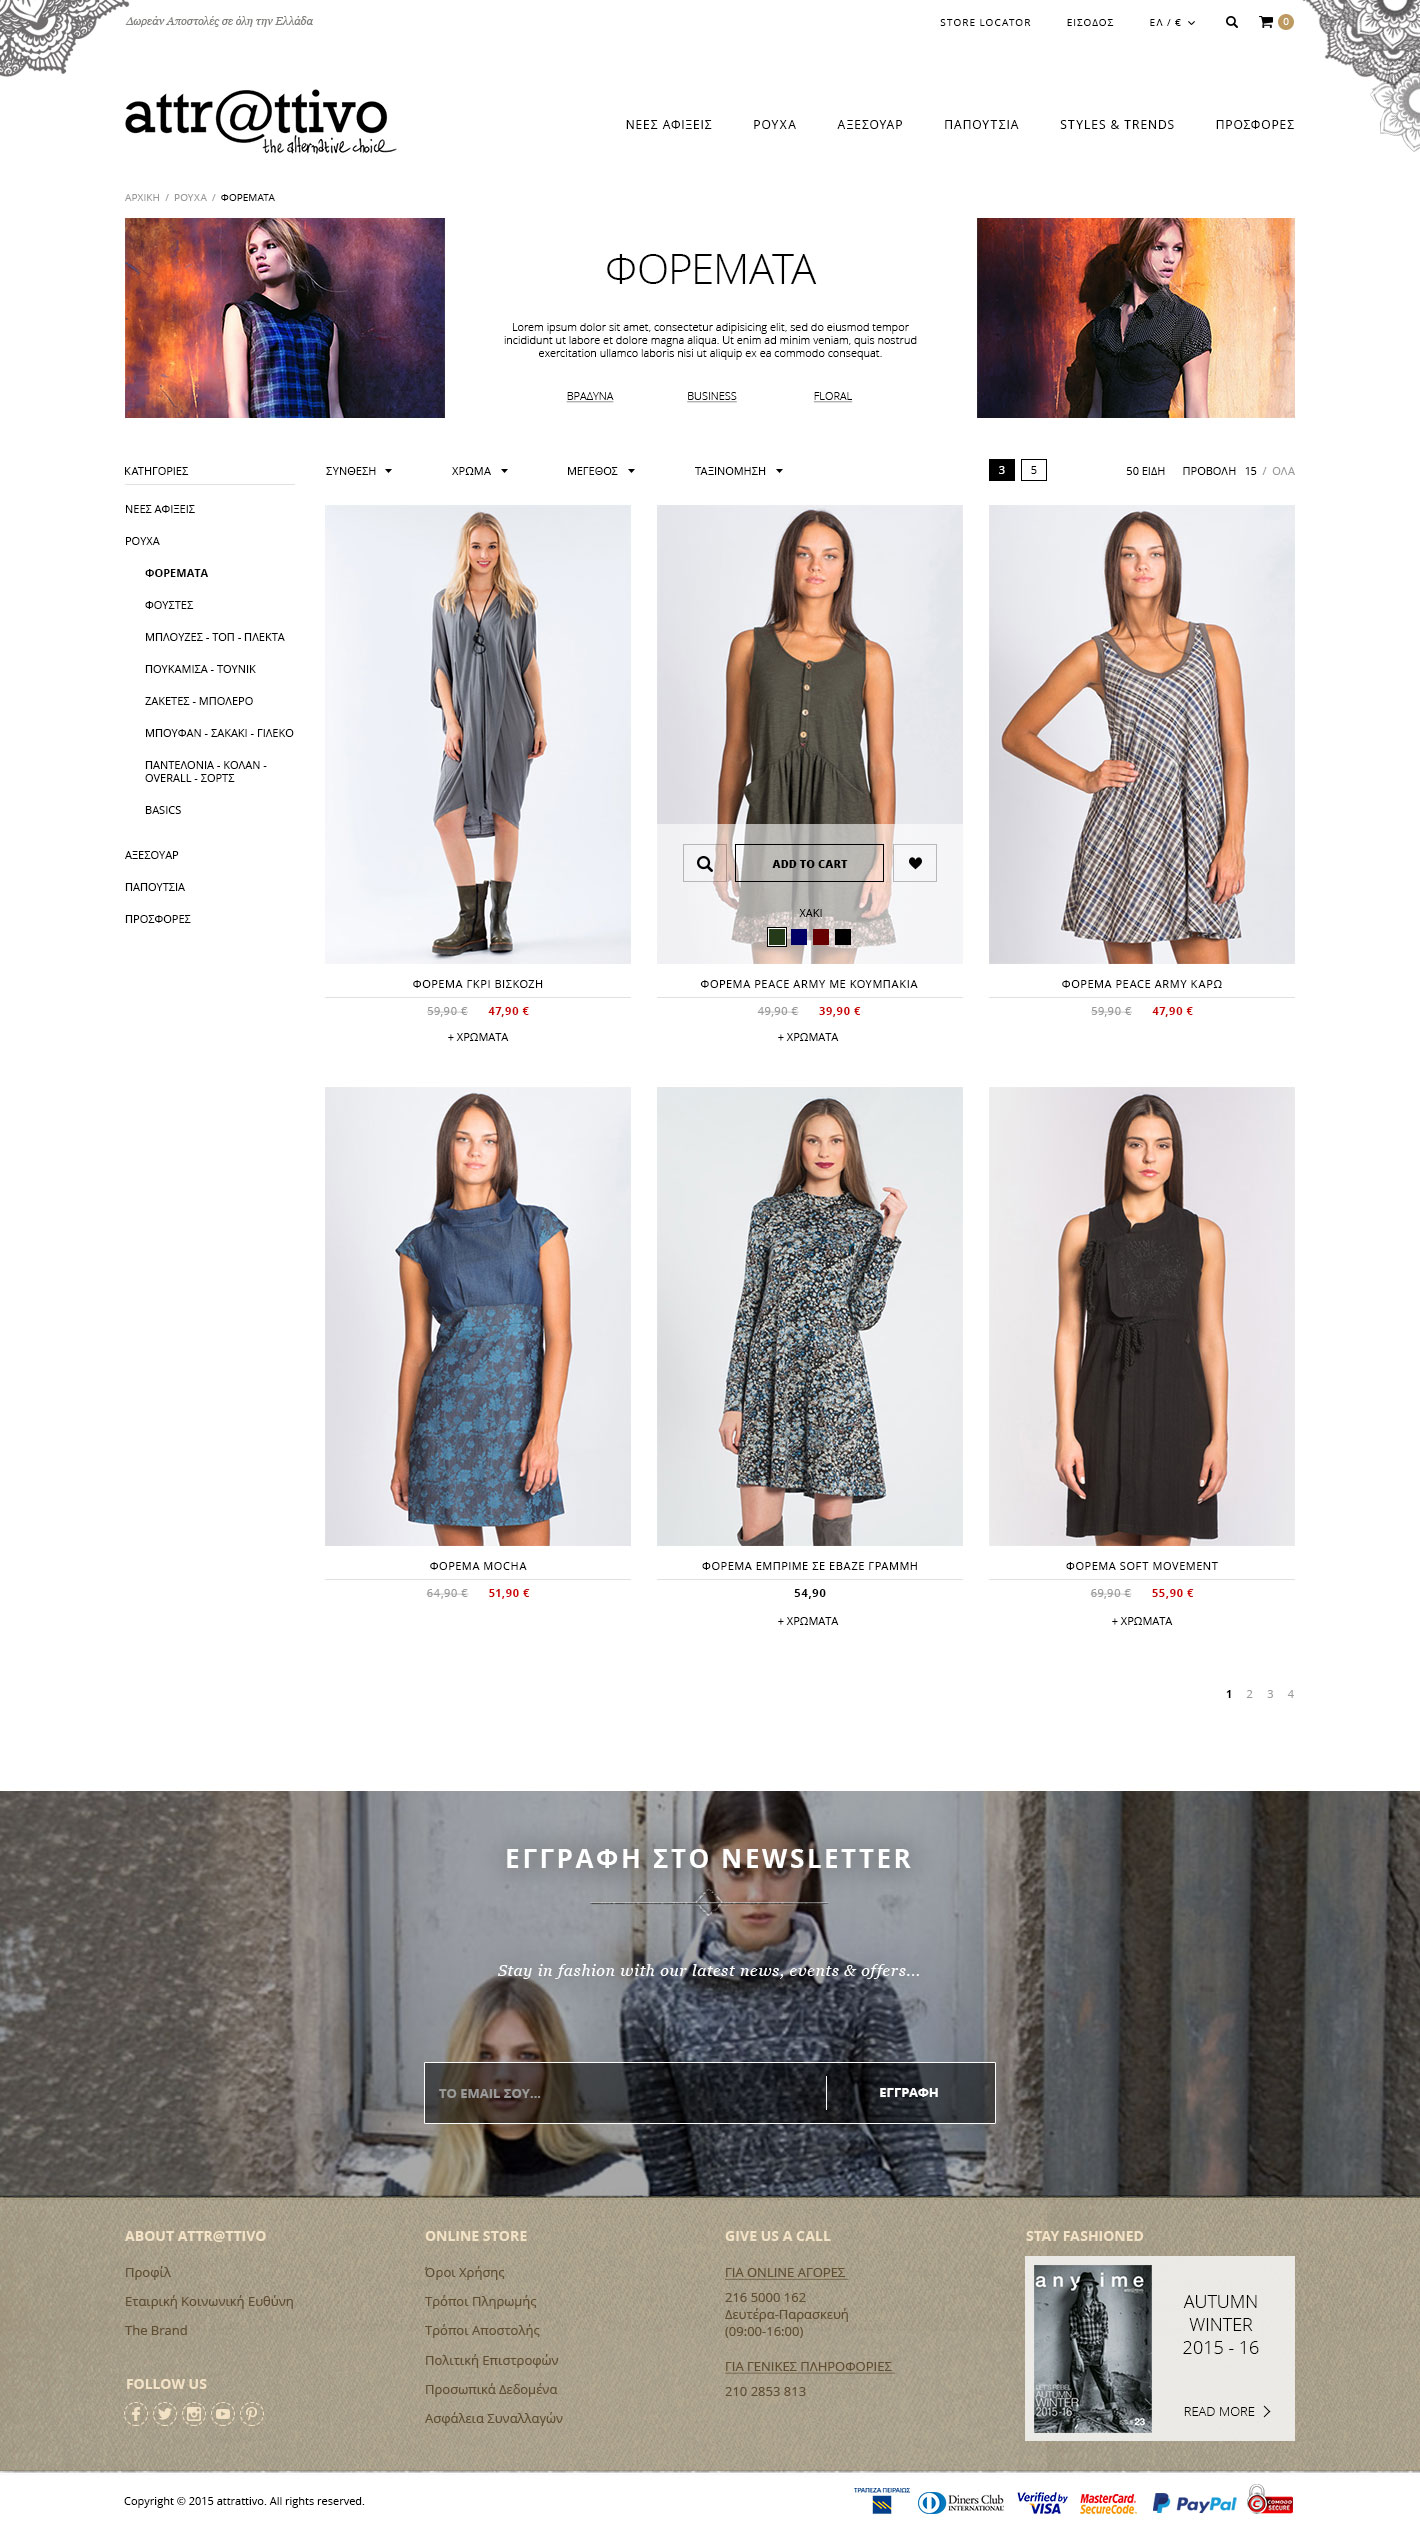 Δωρεάν Αποστολές σε όλη την Ελλάδα
STORE LOCATOR
ΕΙΣΟΔΟΣ
ΕΛ / €
0
attr@ttivo
the alternative choice
ΝΕΕΣ ΑΦΙΞΕΙΣ
ΡΟΥΧΑ
ΑΞΕΣΟΥΑΡ
ΠΑΠΟΥΤΣΙΑ
STYLES & TRENDS
ΠΡΟΣΦΟΡΕΣ
ΑΡΧΙΚΗ / ΡΟΥΧΑ / ΦΟΡΕΜΑΤΑ
ΦΟΡΕΜΑΤΑ
Lorem ipsum dolor sit amet, consectetur adipisicing elit, sed do eiusmod tempor
incididunt ut labore et dolore magna aliqua. Ut enim ad minim veniam, quis nostrud
exercitation ullamco laboris nisi ut aliquip ex ea commodo consequat.
ΒΡΑΔΥΝΑ
BUSINESS
FLORAL
ΚΑΤΗΓΟΡΙΕΣ
ΣΥΝΘΕΣΗ
ΧΡΩΜΑ
ΜΕΓΕΘΟΣ
ΤΑΞΙΝΟΜΗΣΗ
3
5
50 ΕΙΔΗ
ΠΡΟΒΟΛΗ 15 / ΟΛΑ
ΝΕΕΣ ΑΦΙΞΕΙΣ
ΡΟΥΧΑ
ΦΟΡΕΜΑΤΑ
ΦΟΥΣΤΕΣ
ΜΠΛΟΥΖΕΣ - ΤΟΠ - ΠΛΕΚΤΑ
ΠΟΥΚΑΜΙΣΑ - ΤΟΥΝΙΚ
ΖΑΚΕΤΕΣ - ΜΠΟΛΕΡΟ
ΜΠΟΥΦΑΝ - ΣΑΚΑΚΙ - ΓΙΛΕΚΟ
ΠΑΝΤΕΛΟΝΙΑ - ΚΟΛΑΝ -
OVERALL - ΣΟΡΤΣ
BASICS
ΑΞΕΣΟΥΑΡ
ΠΑΠΟΥΤΣΙΑ
ΠΡΟΣΦΟΡΕΣ
ADD TO CART
ΧΑΚΙ
ΦΟΡΕΜΑ ΓΚΡΙ ΒΙΣΚΟΖΗ
59,90 € 47,90 €
+ ΧΡΩΜΑΤΑ
ΦΟΡΕΜΑ PEACE ARMY ΜΕ ΚΟΥΜΠΑΚΙΑ
49,90 € 39,90 €
+ ΧΡΩΜΑΤΑ
ΦΟΡΕΜΑ PEACE ARMY ΚΑΡΩ
59,90 € 47,90 €
ΦΟΡΕΜΑ MOCHA
64,90 € 51,90 €
ΦΟΡΕΜΑ ΕΜΠΡΙΜΕ ΣΕ ΕΒΑΖΕ ΓΡΑΜΜΗ
54,90
+ ΧΡΩΜΑΤΑ
ΦΟΡΕΜΑ SOFT MOVEMENT
69,90 € 55,90 €
+ ΧΡΩΜΑΤΑ
1 2 3 4
ΕΓΓΡΑΦΗ ΣΤΟ NEWSLETTER
Stay in fashion with our latest news, events & offers...
ΤΟ EMAIL ΣΟΥ...
ΕΓΓΡΑΦΗ
ABOUT ATTR@TTIVO
Προφίλ
Εταιρική Κοινωνική Ευθύνη
The Brand
FOLLOW US
ONLINE STORE
Όροι Χρήσης
Τρόποι Πληρωμής
Τρόποι Αποστολής
Πολιτική Επιστροφών
Προσωπικά Δεδομένα
Ασφάλεια Συναλλαγών
GIVE US A CALL
ΓΙΑ ONLINE ΑΓΟΡΕΣ
216 5000 162
Δευτέρα-Παρασκευή
(09:00-16:00)
ΓΙΑ ΓΕΝΙΚΕΣ ΠΛΗΡΟΦΟΡΙΕΣ
210 2853 813
STAY FASHIONED
LET'S REBEL
AUTUMN
WINTER
2015-16
23
AUTUMN
WINTER
2015 - 16
READ MORE
Copyright © 2015 attrattivo. All rights reserved.
ΤΡΑΠΕΖΑ ΠΕΙΡΑΙΩΣ
Diners Club
INTERNATIONAL
Verified by
VISA
MasterCard.
SecureCode.
PayPal
COMODO
SECURE